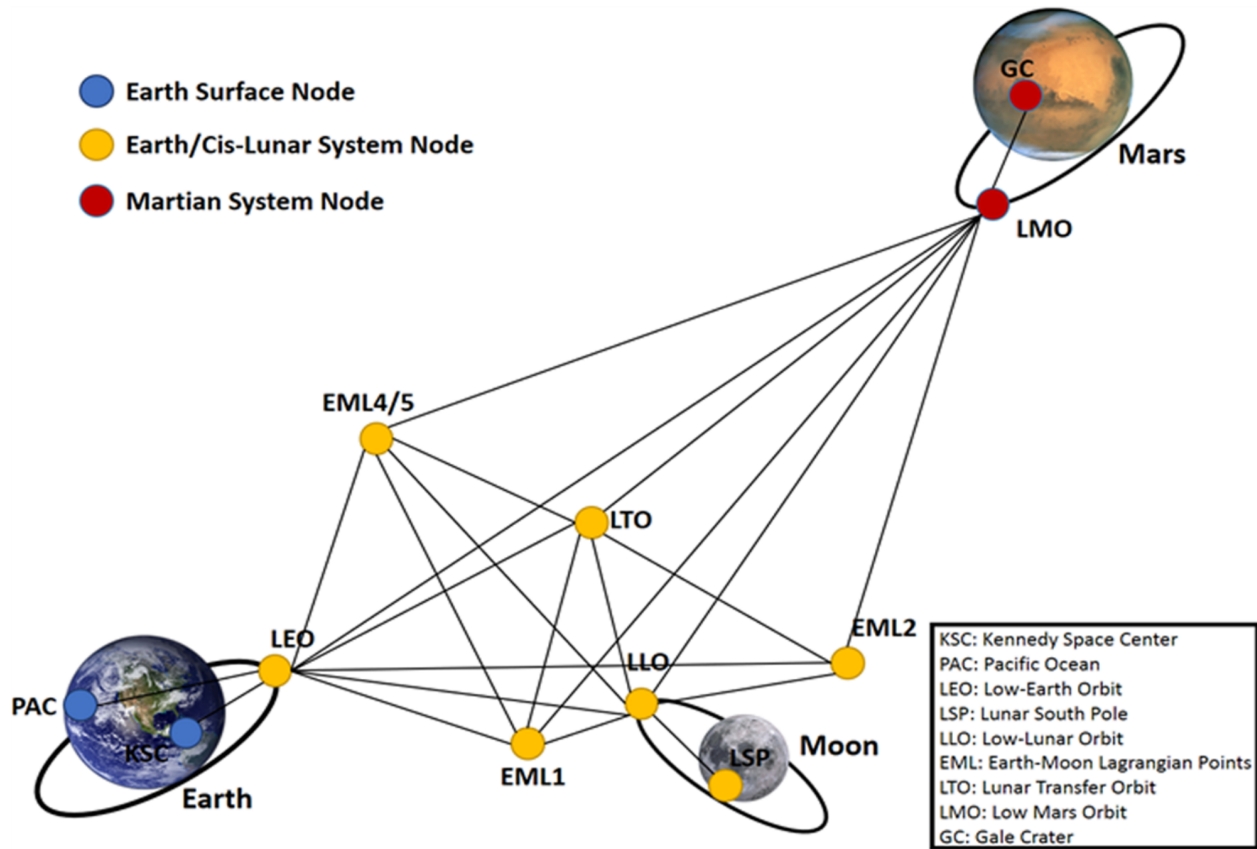 Earth Surface Node
Earth/Cis-Lunar System Node
Martian System Node
GC
Mars
LMO
EML4/5
LTO
LEO
LLO
EML2
PAC
KSC
Earth
EML1
LSP
Moon
KSC: Kennedy Space Center
PAC: Pacific Ocean
LEO: Low-Earth Orbit
LSP: Lunar South Pole
LLO: Low-Lunar Orbit
EML: Earth-Moon Lagrangian Points
LTO: Lunar Transfer Orbit
LMO: Low Mars Orbit
GC: Gale Crater